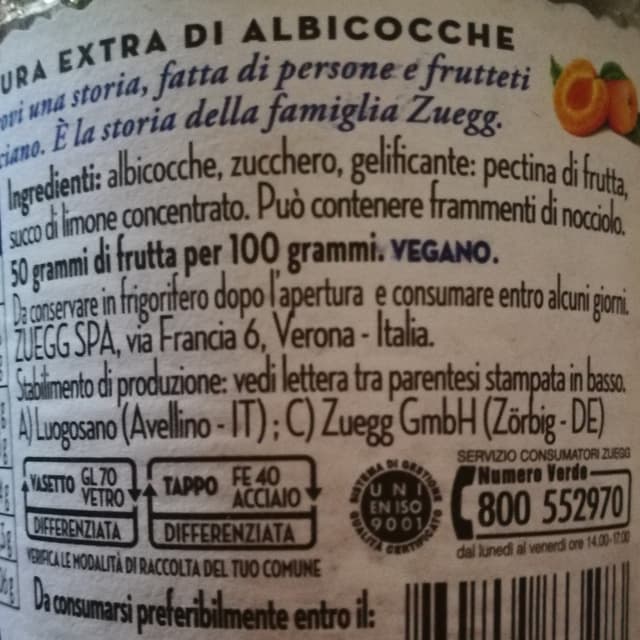 URA EXTRA DI ALBICOCCHE
ovi una storia, fatta di persone e frutteti
ciano. È la storia della famiglia Zuegg.
Ingredienti: albicocche, zucchero, gelificante: pectina di frutta,
succo di limone concentrato. Può contenere frammenti di nocciolo.
50 grammi di frutta per 100 grammi. VEGANO.
Da conservare in frigorifero dopo l'apertura e consumare entro alcuni giorni.
ZUEGG SPA, via Francia 6, Verona - Italia.
Stabilimento di produzione: vedi lettera tra parentesi stampata in basso.
A) Luogosano (Avellino - IT) ; C) Zuegg GmbH (Zörbig - DE)
VASETTO GL 70 VETRO
DIFFERENZIATA
TAPPO FE 40 ACCIAIO
DIFFERENZIATA
SISTEMA DI GESTIONE
UNI
EN ISO
9001
QUALITÀ CERTIFICATO
SERVIZIO CONSUMATORI ZUEGG
Numero Verde
800 552970
dal lunedì al venerdì ore 14.00-17.00
VERIFICA LE MODALITÀ DI RACCOLTA DEL TUO COMUNE
Da consumarsi preferibilmente entro il: